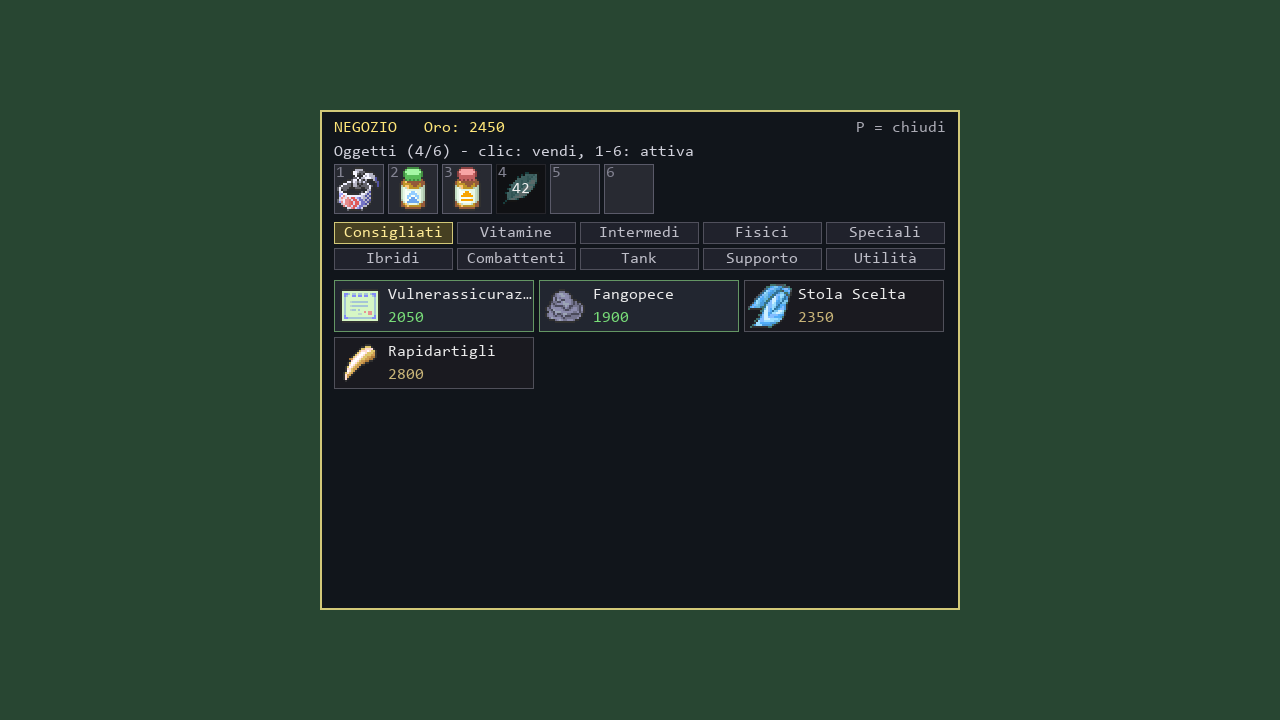 NEGOZIO Oro: 2450 P = chiudi
Oggetti (4/6) - clic: vendi, 1-6: attiva
1 2 3 4 42 5 6
Consigliati Vitamine Intermedi Fisici Speciali
Ibridi Combattenti Tank Supporto Utilità
Vulnerassicuraz… Fangopece Stola Scelta
2050 1900 2350
Rapidartigli
2800